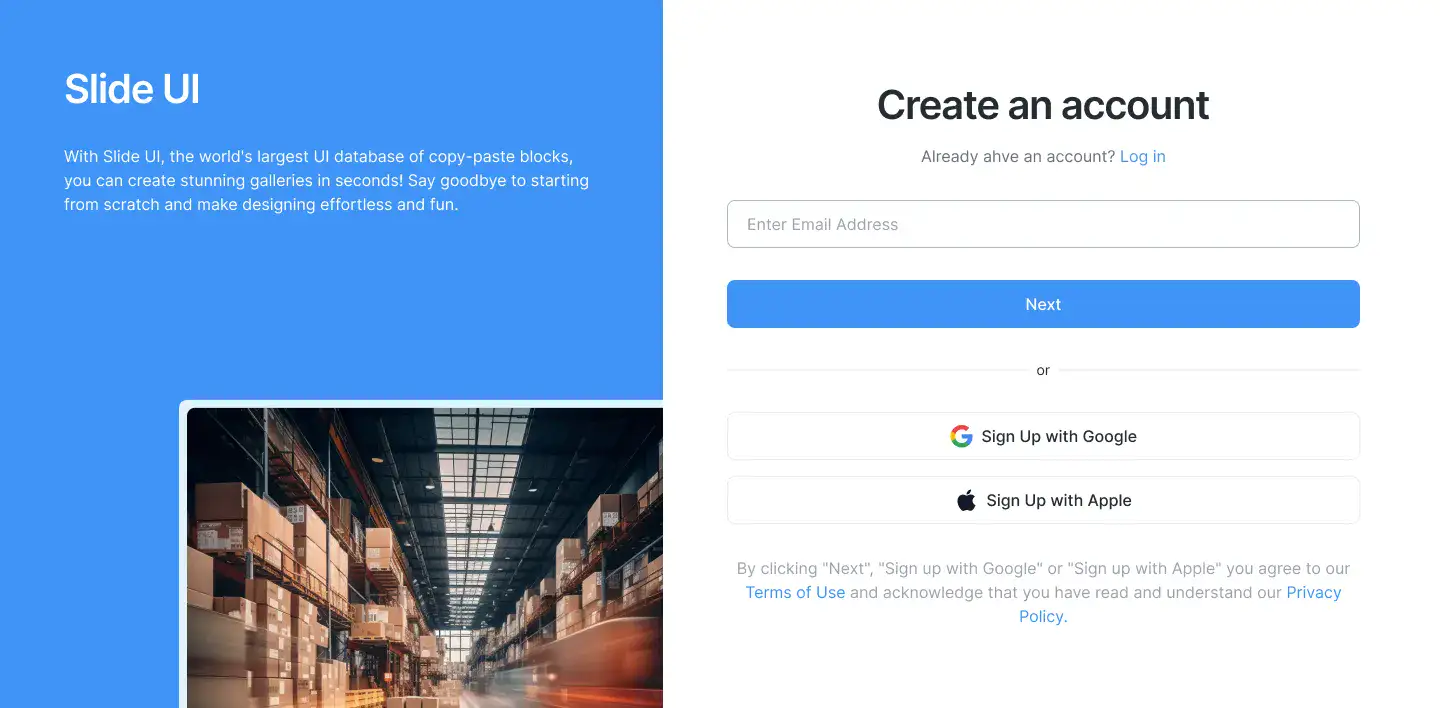 Slide UI
With Slide UI, the world's largest UI database of copy-paste blocks,
you can create stunning galleries in seconds! Say goodbye to starting
from scratch and make designing effortless and fun.
Create an account
Already ahve an account? Log in
Enter Email Address
Next
or
Sign Up with Google
Sign Up with Apple
By clicking "Next", "Sign up with Google" or "Sign up with Apple" you agree to our
Terms of Use and acknowledge that you have read and understand our Privacy
Policy.